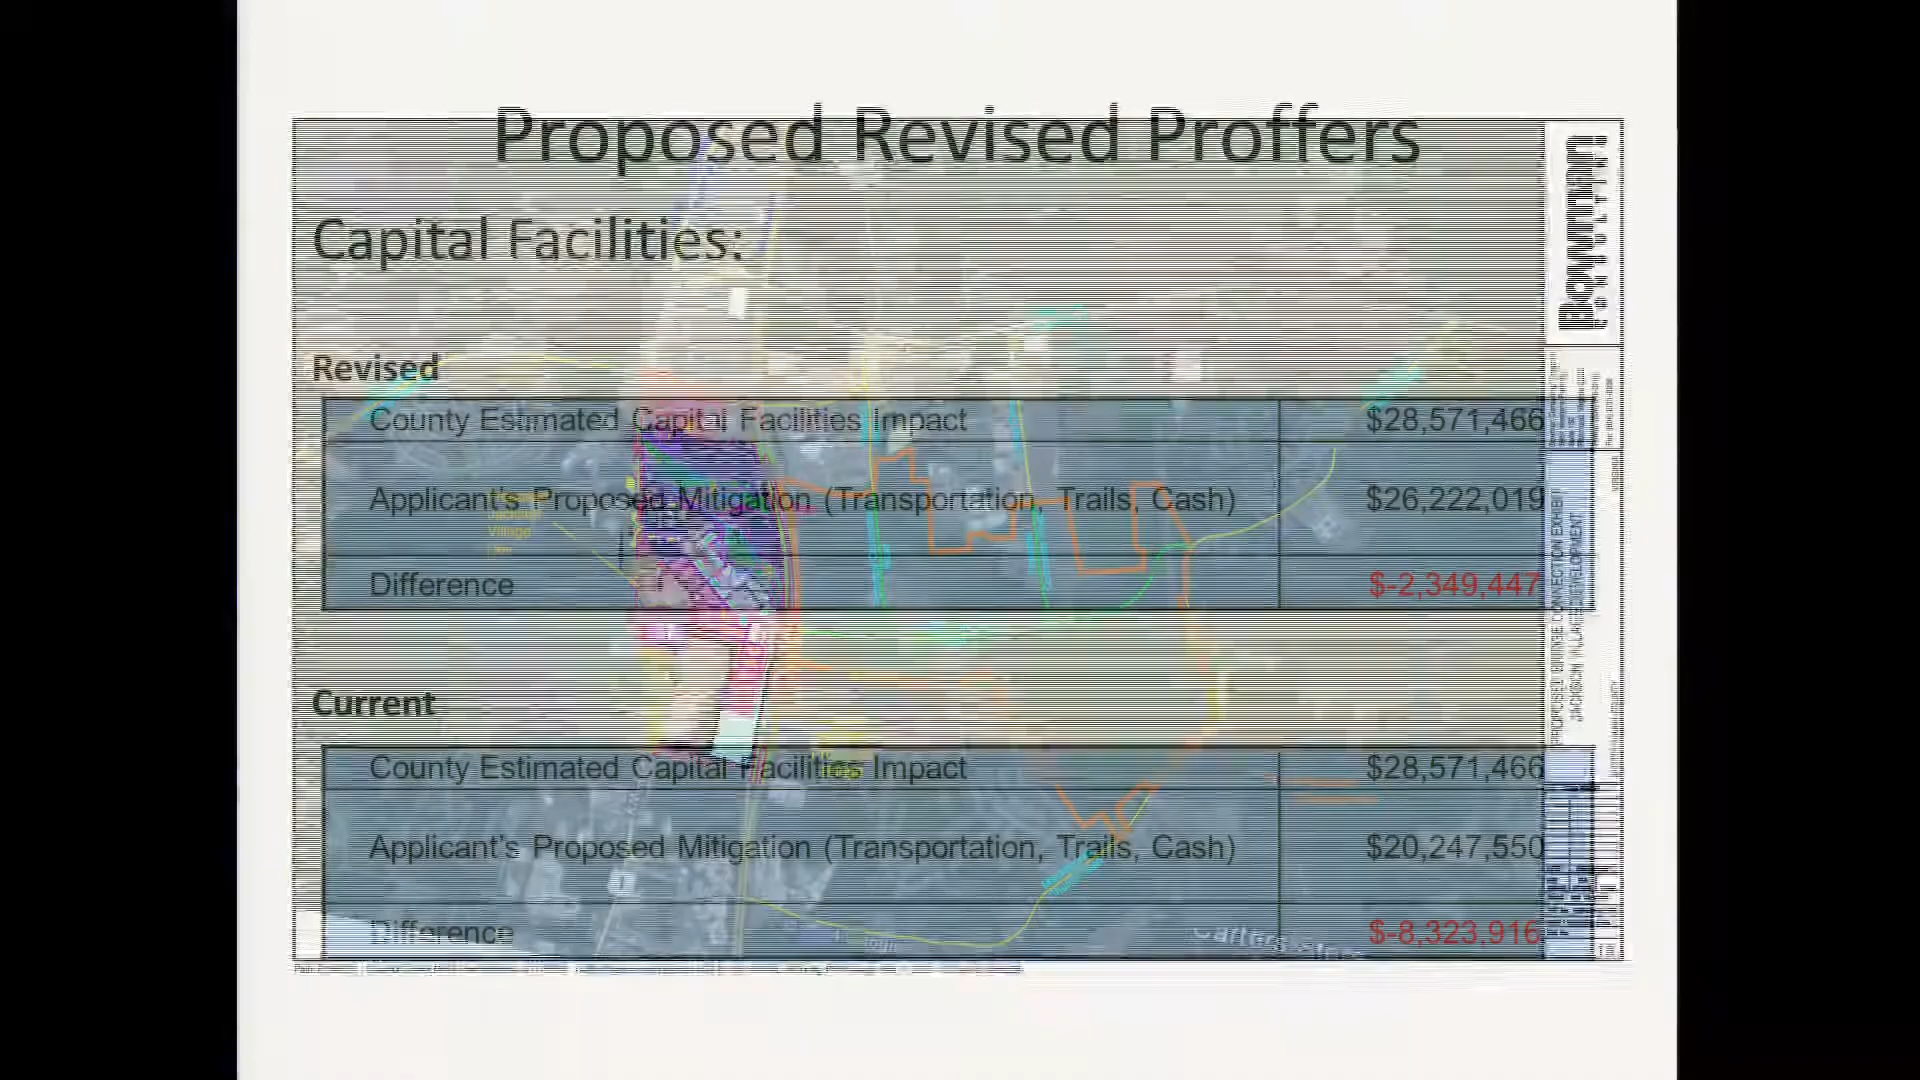 Proposed Revised Proffers
Capital Facilities:
Revised
County Estimated Capital Facilities Impact $28,571,466
Applicant's Proposed Mitigation (Transportation, Trails, Cash) $26,222,019
Difference $-2,349,447
Current
County Estimated Capital Facilities Impact $28,571,466
Applicant's Proposed Mitigation (Transportation, Trails, Cash) $20,247,550
Difference $-8,323,916
Bowman
Village